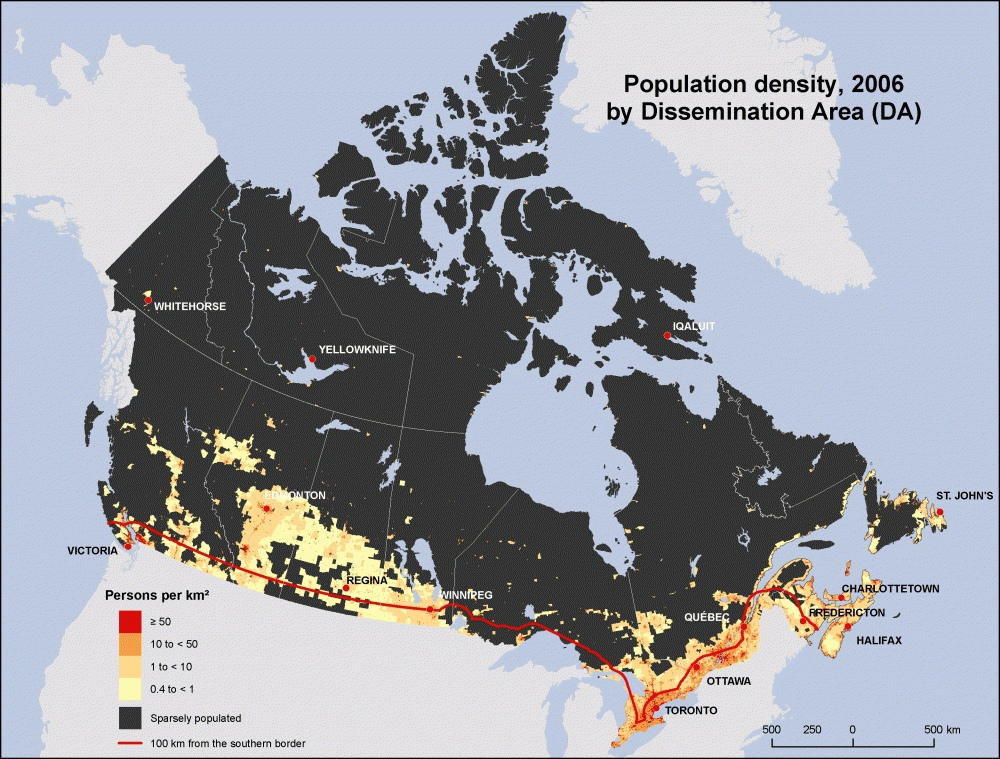 Population density, 2006
by Dissemination Area (DA)
WHITEHORSE
IQALUIT
YELLOWKNIFE
EDMONTON
ST. JOHN'S
VICTORIA
REGINA
WINNIPEG
CHARLOTTETOWN
FREDERICTON
QUÉBEC
HALIFAX
OTTAWA
TORONTO
Persons per km²
≥ 50
10 to < 50
1 to < 10
0.4 to < 1
Sparsely populated
100 km from the southern border
500 250 0 500 km